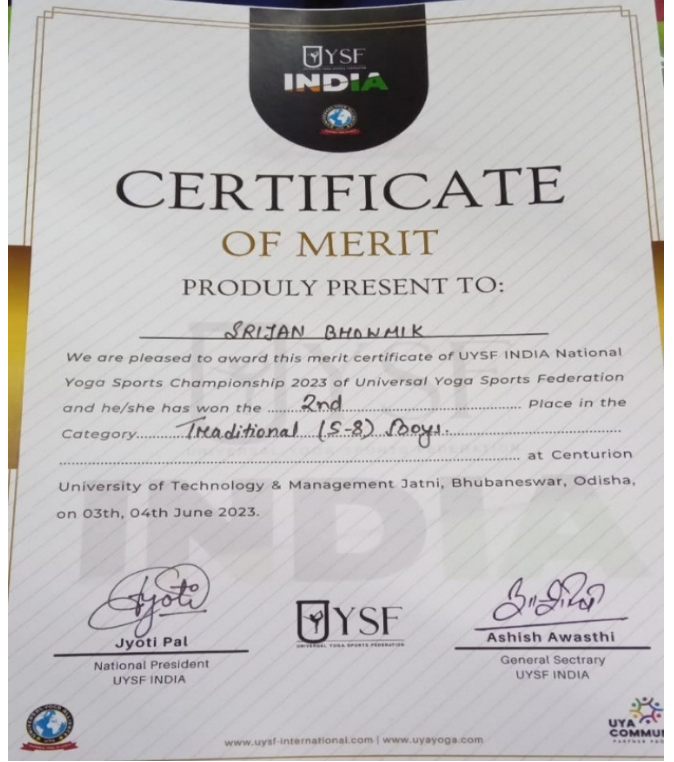 YSF
INDIA
CERTIFICATE
OF MERIT
PRODULY PRESENT TO:
SRIJAN BHOWMIK
We are pleased to award this merit certificate of UYSF INDIA National
Yoga Sports Championship 2023 of Universal Yoga Sports Federation
and he/she has won the ........2nd........ Place in the
Category........Traditional (5-8) Boys.........
........ at Centurion
University of Technology & Management Jatni, Bhubaneswar, Odisha,
on 03th, 04th June 2023.
Jyoti
Jyoti Pal
National President
UYSF INDIA
YSF
UNIVERSAL YOGA SPORTS FEDERATION
Ashish Awasthi
General Sectrary
UYSF INDIA
www.uysf-international.com | www.uyayoga.com
UYA
COMMU